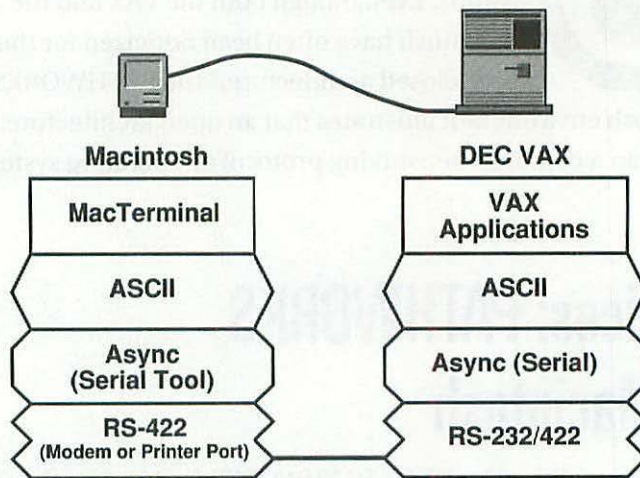 Macintosh
MacTerminal
ASCII
Async
(Serial Tool)
RS-422
(Modem or Printer Port)
DEC VAX
VAX
Applications
ASCII
Async (Serial)
RS-232/422